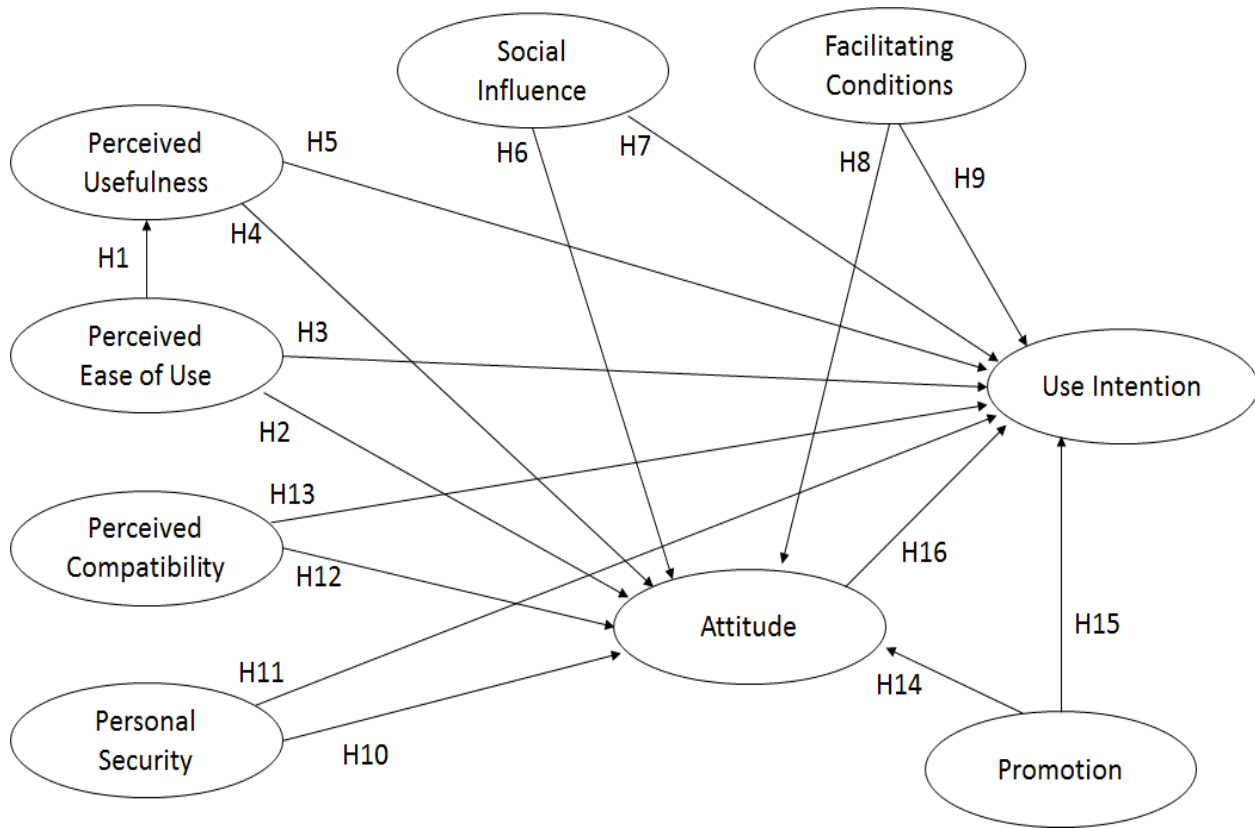 Social
Influence
Facilitating
Conditions
Perceived
Usefulness
H5
H6
H7
H8
H9
H4
H1
Perceived
Ease of Use
H3
Use Intention
H2
H13
Perceived
Compatibility
H12
H16
Attitude
H15
H11
H14
Personal
Security
H10
Promotion